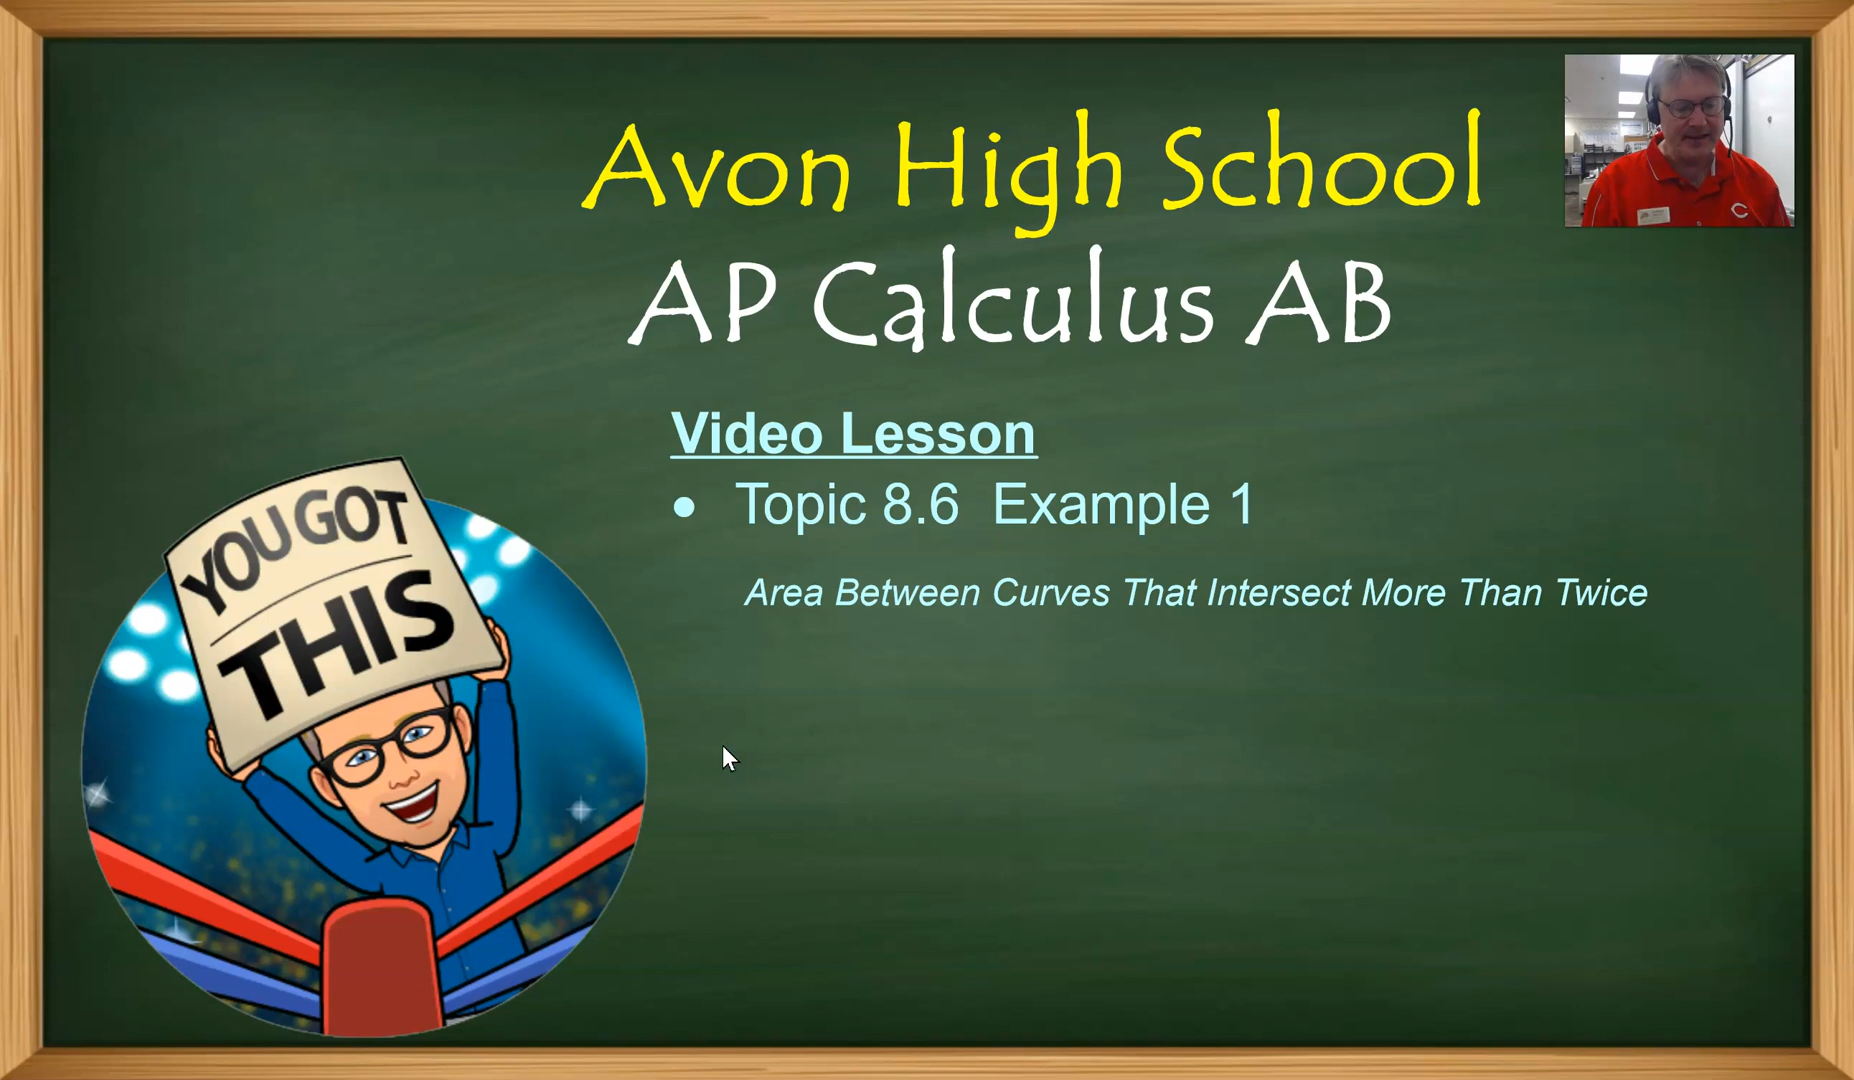 Avon High School
AP Calculus AB
Video Lesson
• Topic 8.6 Example 1
Area Between Curves That Intersect More Than Twice
YOU GOT
THIS
C